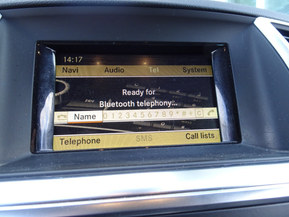 14:17
Navi Audio Tel System
Ready for
Bluetooth telephony...
Name 0123456789*#
Telephone SMS Call lists